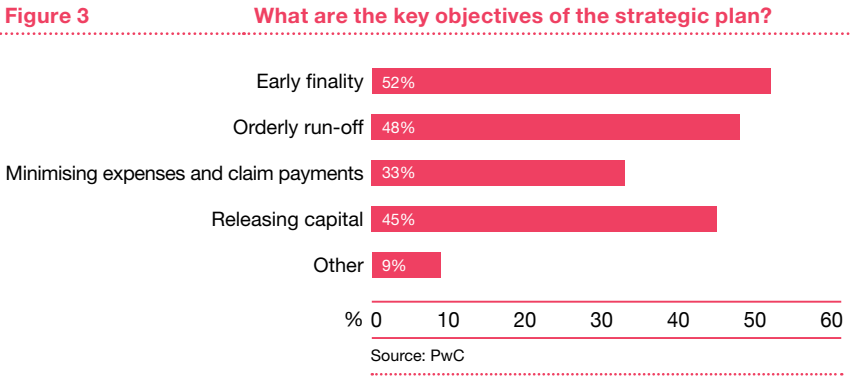 Figure 3 What are the key objectives of the strategic plan?
Early finality 52%
Orderly run-off 48%
Minimising expenses and claim payments 33%
Releasing capital 45%
Other 9%
% 0 10 20 30 40 50 60
Source: PwC